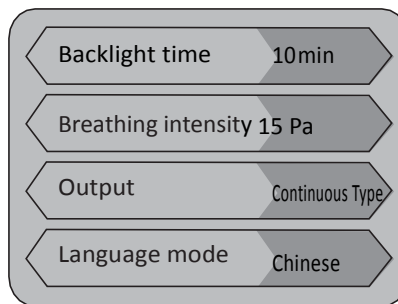 Backlight time 10min
Breathing intensity 15 Pa
Output Continuous Type
Language mode Chinese